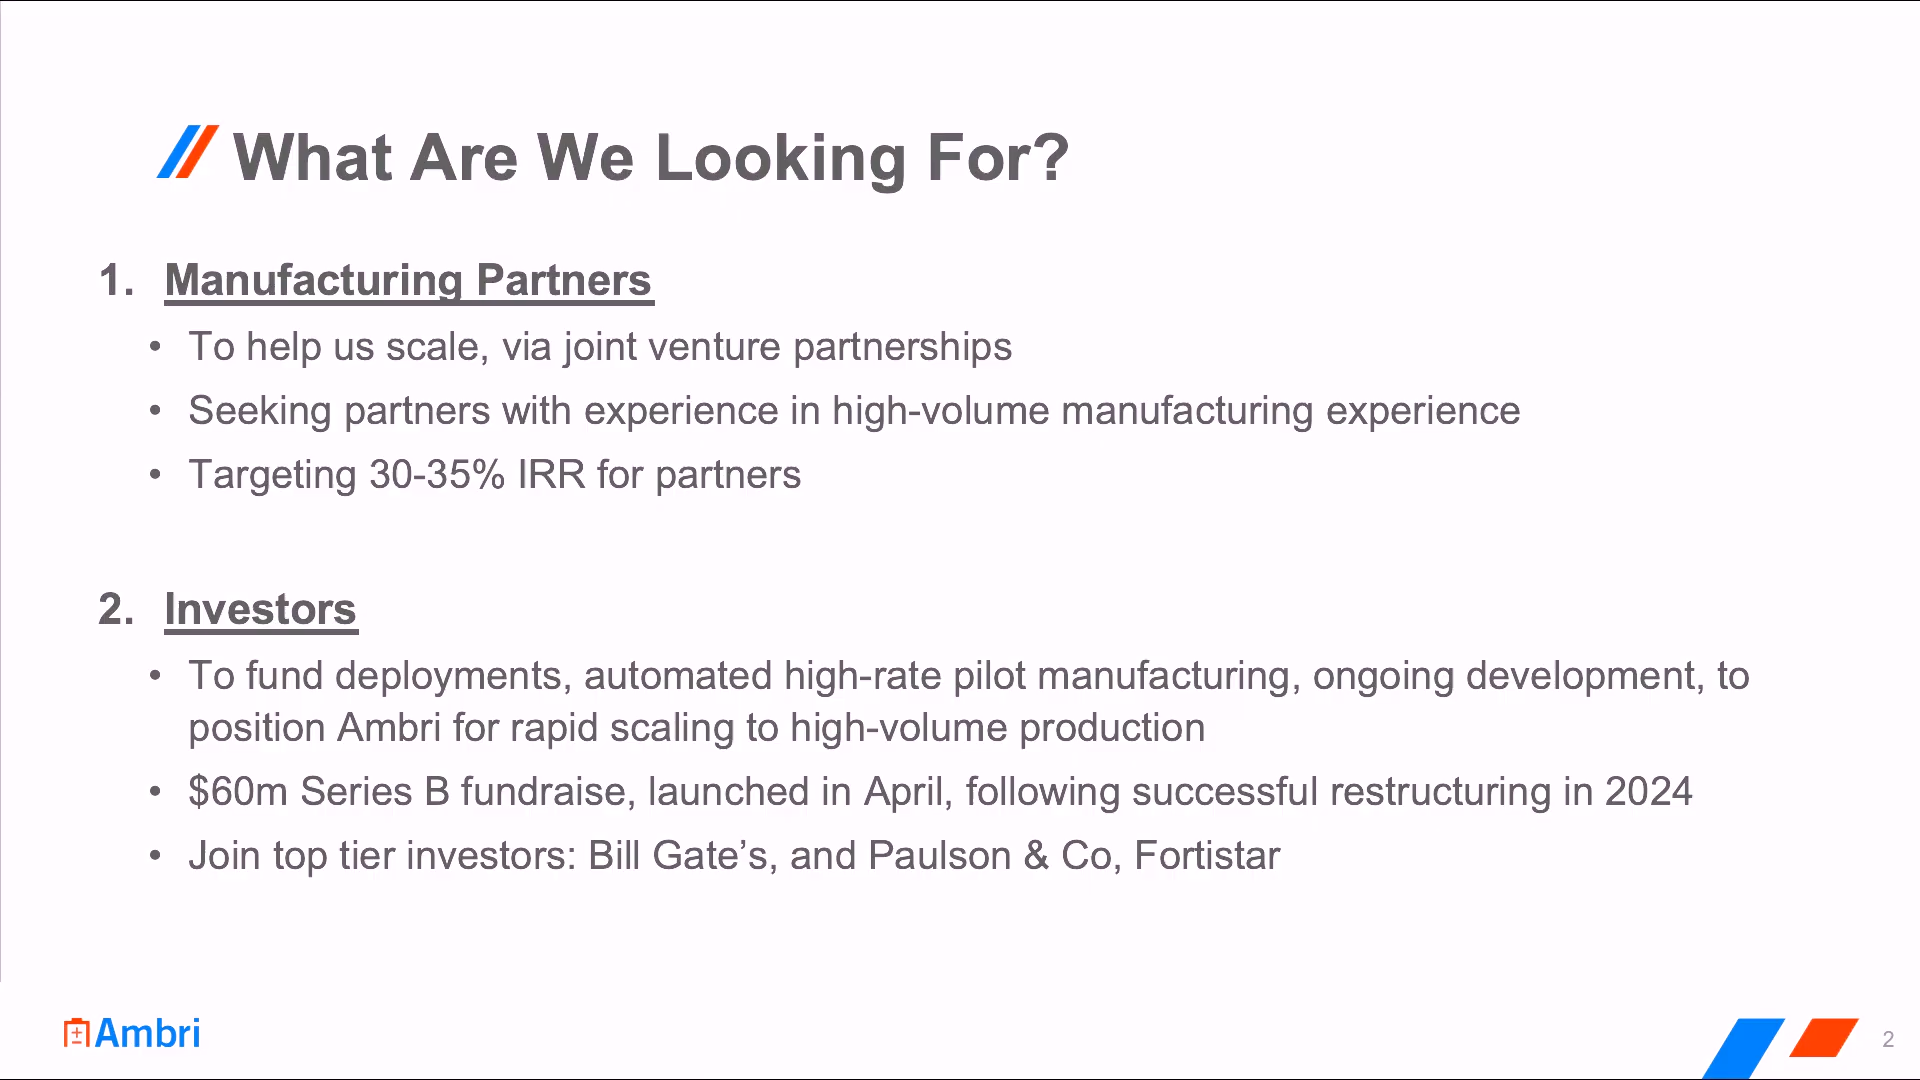 What Are We Looking For?
1. Manufacturing Partners
• To help us scale, via joint venture partnerships
• Seeking partners with experience in high-volume manufacturing experience
• Targeting 30-35% IRR for partners
2. Investors
• To fund deployments, automated high-rate pilot manufacturing, ongoing development, to
position Ambri for rapid scaling to high-volume production
• $60m Series B fundraise, launched in April, following successful restructuring in 2024
• Join top tier investors: Bill Gate’s, and Paulson & Co, Fortistar
Ambri
2